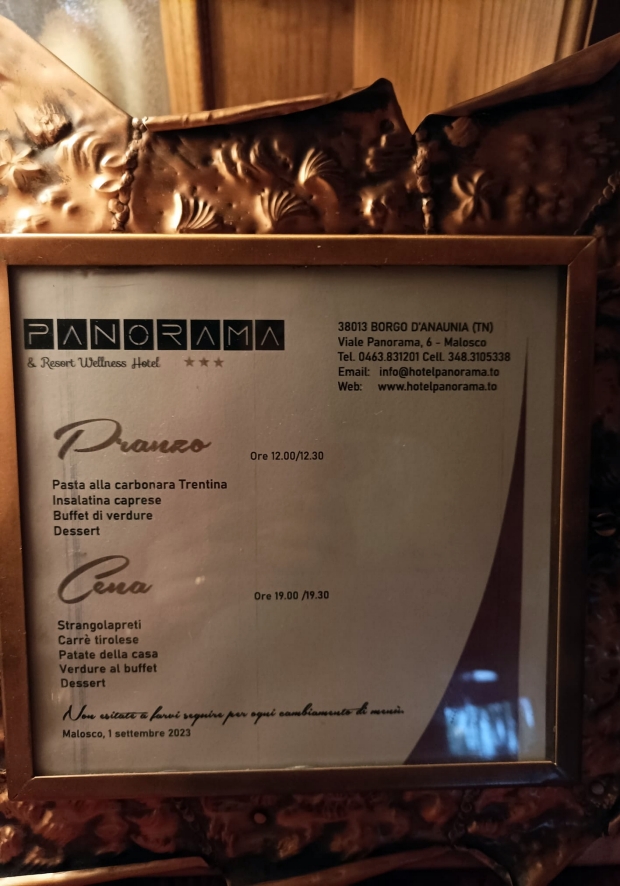 PANORAMA
& Resort Wellness Hotel ★★★
38013 BORGO D'ANAUNIA (TN)
Viale Panorama, 6 - Malosco
Tel. 0463.831201 Cell. 348.3105338
Email: info@hotelpanorama.to
Web: www.hotelpanorama.to
Pranzo Ore 12.00/12.30
Pasta alla carbonara Trentina
Insalatina caprese
Buffet di verdure
Dessert
Cena Ore 19.00 /19.30
Strangolapreti
Carrè tirolese
Patate della casa
Verdure al buffet
Dessert
Non esitate a farvi seguire per ogni cambiamento di menù.
Malosco, 1 settembre 2023